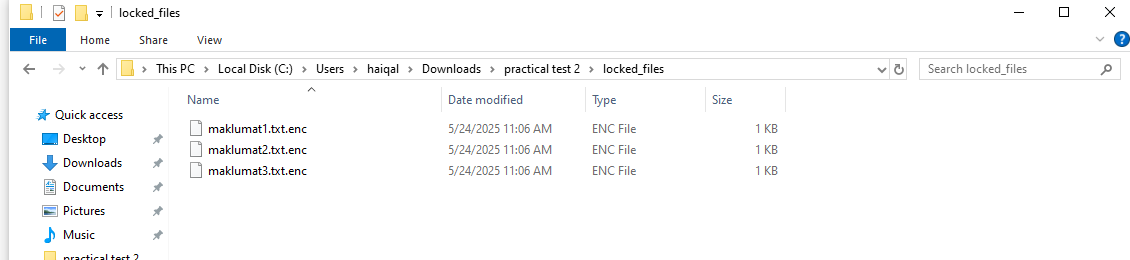 locked_files
File Home Share View
This PC > Local Disk (C:) > Users > haiqal > Downloads > practical test 2 > locked_files
Search locked_files
Name Date modified Type Size
Quick access
Desktop
Downloads
Documents
Pictures
Music
practical test 2
maklumat1.txt.enc 5/24/2025 11:06 AM ENC File 1 KB
maklumat2.txt.enc 5/24/2025 11:06 AM ENC File 1 KB
maklumat3.txt.enc 5/24/2025 11:06 AM ENC File 1 KB